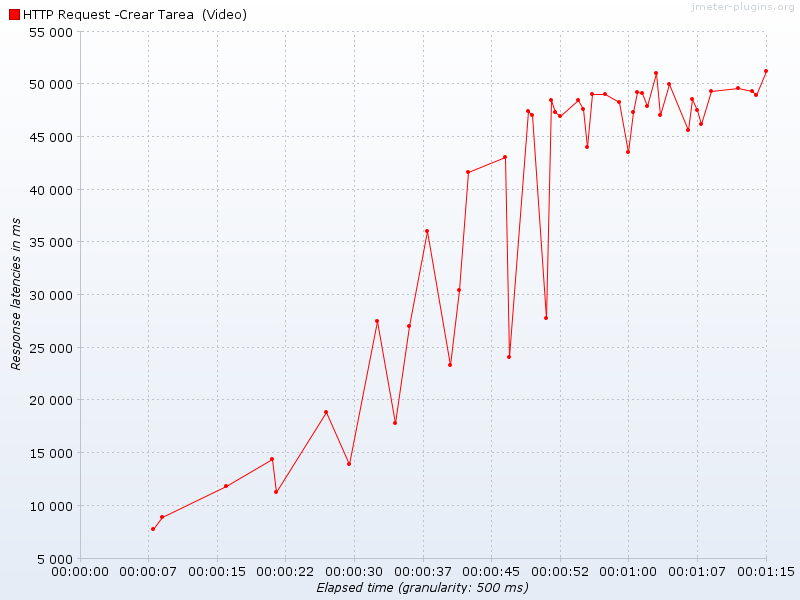 jmeter-plugins.org
HTTP Request -Crear Tarea  (Video)
55 000
50 000
45 000
40 000
35 000
30 000
25 000
20 000
15 000
10 000
5 000
Response latencies in ms
00:00:00 00:00:07 00:00:15 00:00:22 00:00:30 00:00:37 00:00:45 00:00:52 00:01:00 00:01:07 00:01:15
Elapsed time (granularity: 500 ms)